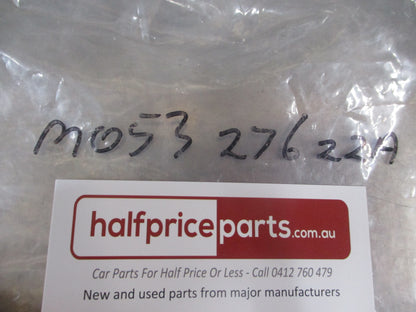 M053 27622A
halfpriceparts.com.au
Car Parts For Half Price Or Less - Call 0412 760 479
New and used parts from major manufacturers